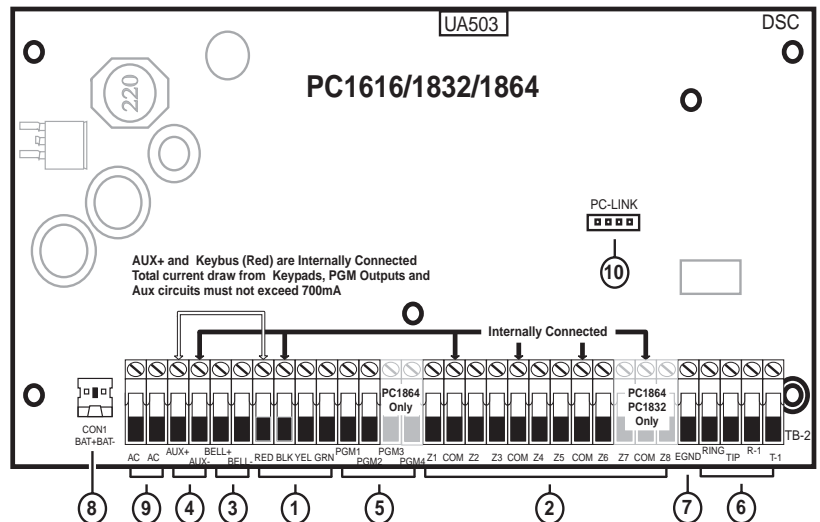 UA503
DSC
220
PC1616/1832/1864
PC-LINK
10
AUX+ and Keybus (Red) are Internally Connected
Total current draw from Keypads, PGM Outputs and
Aux circuits must not exceed 700mA
Internally Connected
PC1864
Only
PC1864
PC1832
Only
CON1
BAT+BAT-
TB-2
AC AC AUX+ AUX- BELL+ BELL- RED BLK YEL GRN PGM1 PGM2 PGM3 PGM4 Z1 COM Z2 Z3 COM Z4 Z5 COM Z6 Z7 COM Z8 EGND RING TIP R-1 T-1
8 9 4 3 1 5 2 7 6